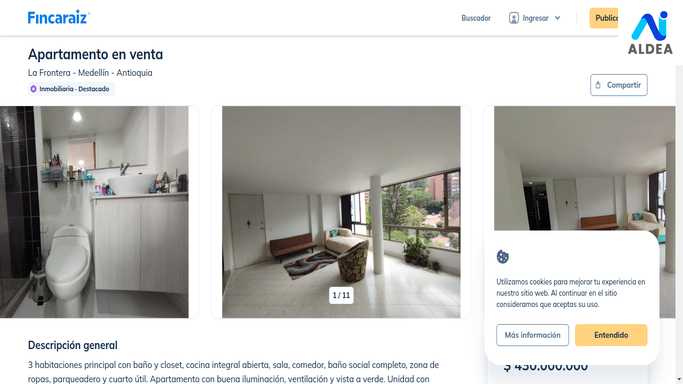 Fincaraiz
Buscador
Ingresar
Public
ALDEA
Apartamento en venta
La Frontera - Medellín - Antioquia
Inmobiliaria - Destacado
Compartir
1 / 11
Utilizamos cookies para mejorar tu experiencia en
nuestro sitio web. Al continuar en el sitio
consideramos que aceptas su uso.
Más información
Entendido
$ 430.000.000
Descripción general
3 habitaciones principal con baño y closet, cocina integral abierta, sala, comedor, baño social completo, zona de
ropas, parqueadero y cuarto útil. Apartamento con buena iluminación, ventilación y vista a verde. Unidad con